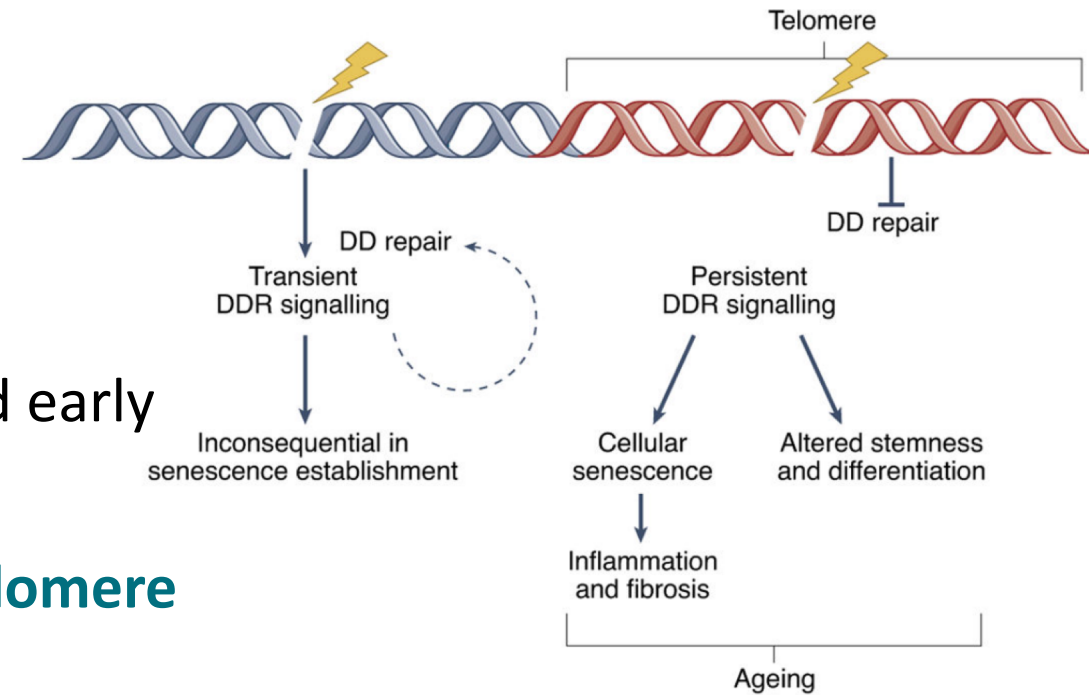 Telomere
DD repair
DD repair
Transient
DDR signalling
Persistent
DDR signalling
early
Inconsequential in
senescence establishment
Cellular
senescence
Altered stemness
and differentiation
Inflammation
and fibrosis
Ageing